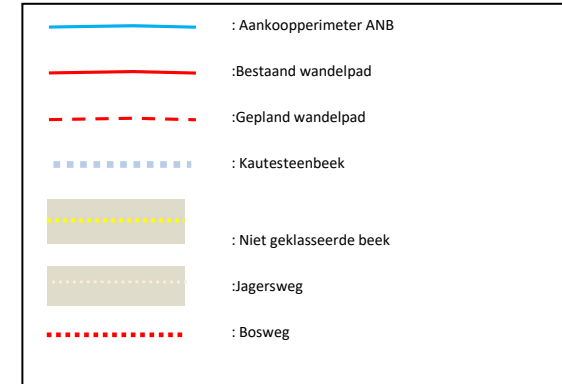 : Aankoopperimeter ANB
:Bestaand wandelpad
:Gepland wandelpad
: Kautesteenbeek
: Niet geklasseerde beek
:Jagersweg
: Bosweg